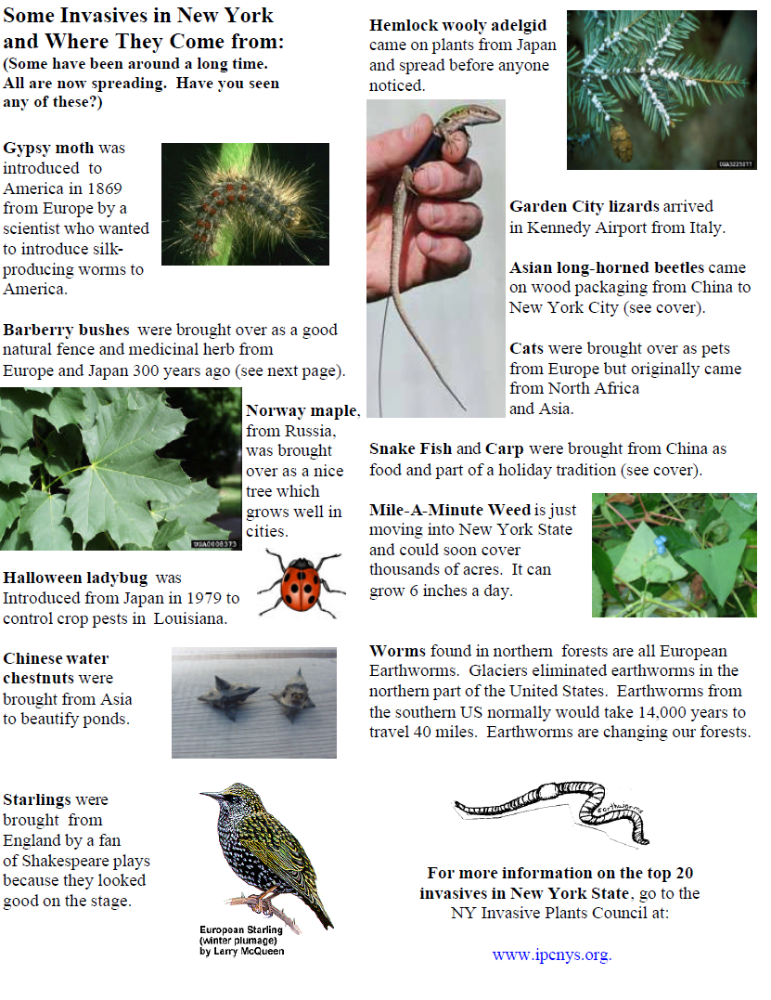 Some Invasives in New York
and Where They Come from:
(Some have been around a long time.
All are now spreading. Have you seen
any of these?)
Gypsy moth was
introduced to
America in 1869
from Europe by a
scientist who wanted
to introduce silk-
producing worms to
America.
Barberry bushes were brought over as a good
natural fence and medicinal herb from
Europe and Japan 300 years ago (see next page).
Norway maple,
from Russia,
was brought
over as a nice
tree which
grows well in
cities.
UGA0008373
Halloween ladybug was
Introduced from Japan in 1979 to
control crop pests in Louisiana.
Chinese water
chestnuts were
brought from Asia
to beautify ponds.
Starlings were
brought from
England by a fan
of Shakespeare plays
because they looked
good on the stage.
European Starling
(winter plumage)
by Larry McQueen
Hemlock wooly adelgid
came on plants from Japan
and spread before anyone
noticed.
UGA3225077
Garden City lizards arrived
in Kennedy Airport from Italy.
Asian long-horned beetles came
on wood packaging from China to
New York City (see cover).
Cats were brought over as pets
from Europe but originally came
from North Africa
and Asia.
Snake Fish and Carp were brought from China as
food and part of a holiday tradition (see cover).
Mile-A-Minute Weed is just
moving into New York State
and could soon cover
thousands of acres. It can
grow 6 inches a day.
Worms found in northern forests are all European
Earthworms. Glaciers eliminated earthworms in the
northern part of the United States. Earthworms from
the southern US normally would take 14,000 years to
travel 40 miles. Earthworms are changing our forests.
earthworms
For more information on the top 20
invasives in New York State, go to the
NY Invasive Plants Council at:
www.ipcnys.org.